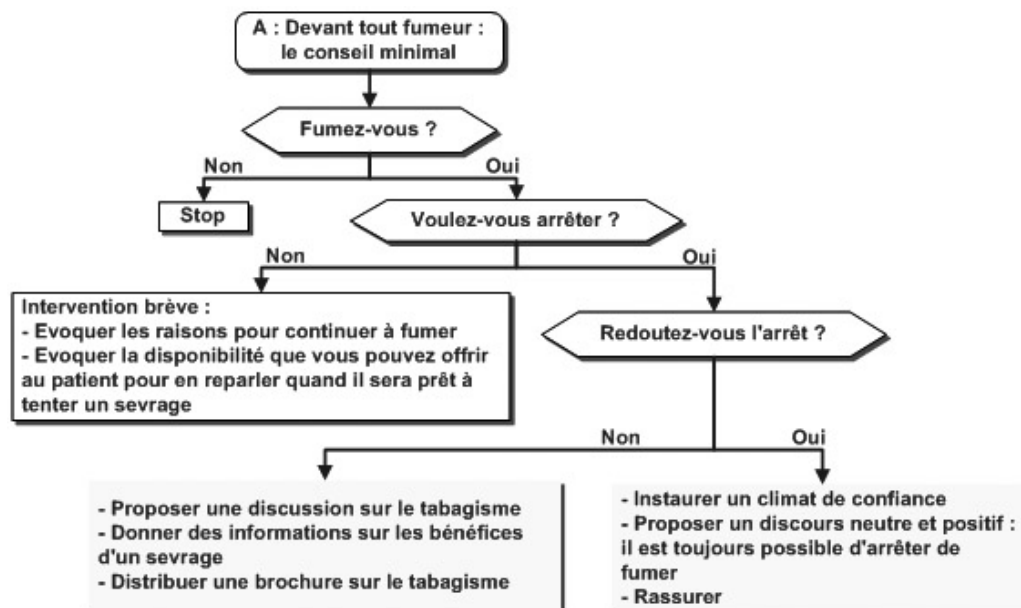 A : Devant tout fumeur :
le conseil minimal
Fumez-vous ?
Non
Oui
Stop
Voulez-vous arrêter ?
Non
Oui
Intervention brève :
- Evoquer les raisons pour continuer à fumer
- Evoquer la disponibilité que vous pouvez offrir
au patient pour en reparler quand il sera prêt à
tenter un sevrage
Redoutez-vous l'arrêt ?
Non
Oui
- Proposer une discussion sur le tabagisme
- Donner des informations sur les bénéfices
d'un sevrage
- Distribuer une brochure sur le tabagisme
- Instaurer un climat de confiance
- Proposer un discours neutre et positif :
il est toujours possible d'arrêter de
fumer
- Rassurer